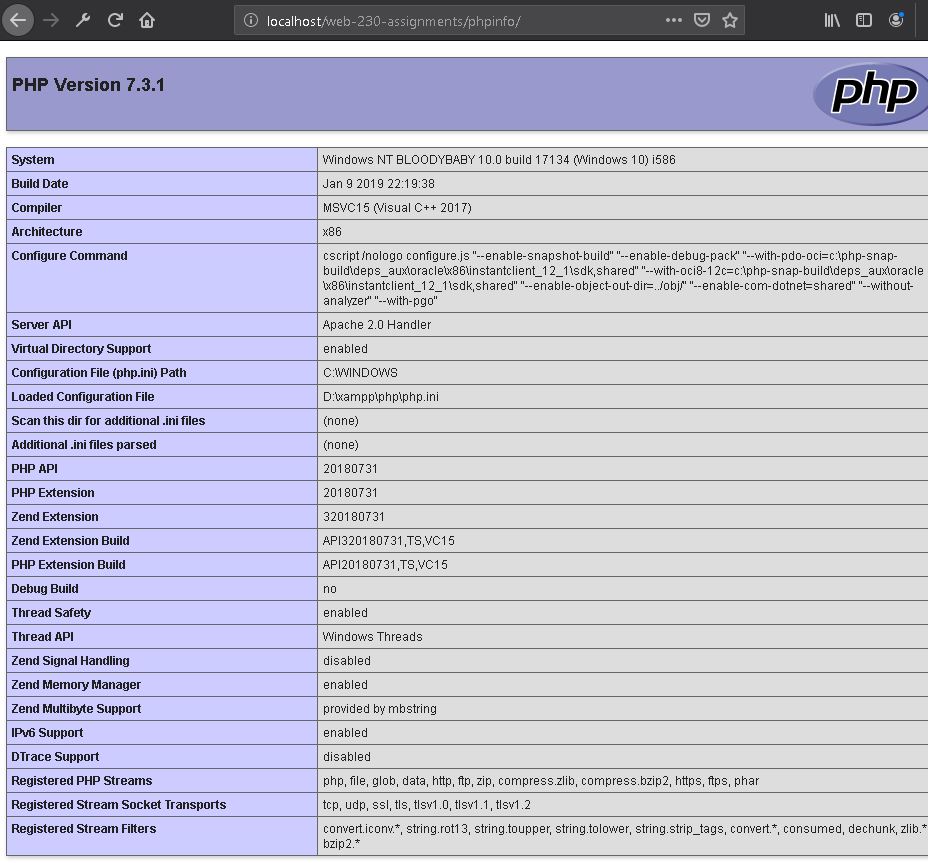 localhost/web-230-assignments/phpinfo/
PHP Version 7.3.1
php
System Windows NT BLOODYBABY 10.0 build 17134 (Windows 10) i586
Build Date Jan 9 2019 22:19:38
Compiler MSVC15 (Visual C++ 2017)
Architecture x86
Configure Command cscript /nologo configure.js "--enable-snapshot-build" "--enable-debug-pack" "--with-pdo-oci=c:\php-snap-
build\deps_aux\oracle\x86\instantclient_12_1\sdk,shared" "--with-oci8-12c=c:\php-snap-build\deps_aux\oracle
\x86\instantclient_12_1\sdk,shared" "--enable-object-out-dir=../obj/" "--enable-com-dotnet=shared" "--without-
analyzer" "--with-pgo"
Server API Apache 2.0 Handler
Virtual Directory Support enabled
Configuration File (php.ini) Path C:\WINDOWS
Loaded Configuration File D:\xampp\php\php.ini
Scan this dir for additional .ini files (none)
Additional .ini files parsed (none)
PHP API 20180731
PHP Extension 20180731
Zend Extension 320180731
Zend Extension Build API320180731,TS,VC15
PHP Extension Build API20180731,TS,VC15
Debug Build no
Thread Safety enabled
Thread API Windows Threads
Zend Signal Handling disabled
Zend Memory Manager enabled
Zend Multibyte Support provided by mbstring
IPv6 Support enabled
DTrace Support disabled
Registered PHP Streams php, file, glob, data, http, ftp, zip, compress.zlib, compress.bzip2, https, ftps, phar
Registered Stream Socket Transports tcp, udp, ssl, tls, tlsv1.0, tlsv1.1, tlsv1.2
Registered Stream Filters convert.iconv.*, string.rot13, string.toupper, string.tolower, string.strip_tags, convert.*, consumed, dechunk, zlib.*
bzip2.*